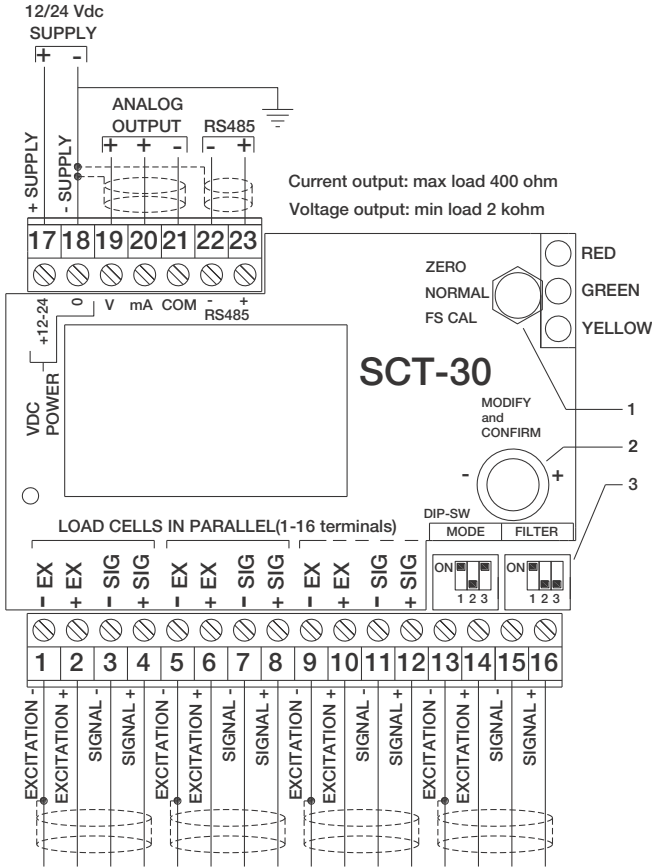 12/24 Vdc
SUPPLY
+ -
ANALOG
OUTPUT
RS485
+ + - - +
+ SUPPLY
- SUPPLY
Current output: max load 400 ohm
Voltage output: min load 2 kohm
17 18 19 20 21 22 23
+12-24
0
V mA COM - +
RS485
VDC
POWER
ZERO
NORMAL
FS CAL
RED
GREEN
YELLOW
SCT-30
1
MODIFY
and
CONFIRM
2
- +
3
DIP-SW
MODE FILTER
LOAD CELLS IN PARALLEL(1-16 terminals)
- EX + EX - SIG + SIG - EX + EX - SIG + SIG - EX + EX - SIG + SIG
ON ON
1 2 3 1 2 3
1 2 3 4 5 6 7 8 9 10 11 12 13 14 15 16
EXCITATION - EXCITATION + SIGNAL - SIGNAL + EXCITATION - EXCITATION + SIGNAL - SIGNAL + EXCITATION - EXCITATION + SIGNAL - SIGNAL + EXCITATION - EXCITATION + SIGNAL - SIGNAL +